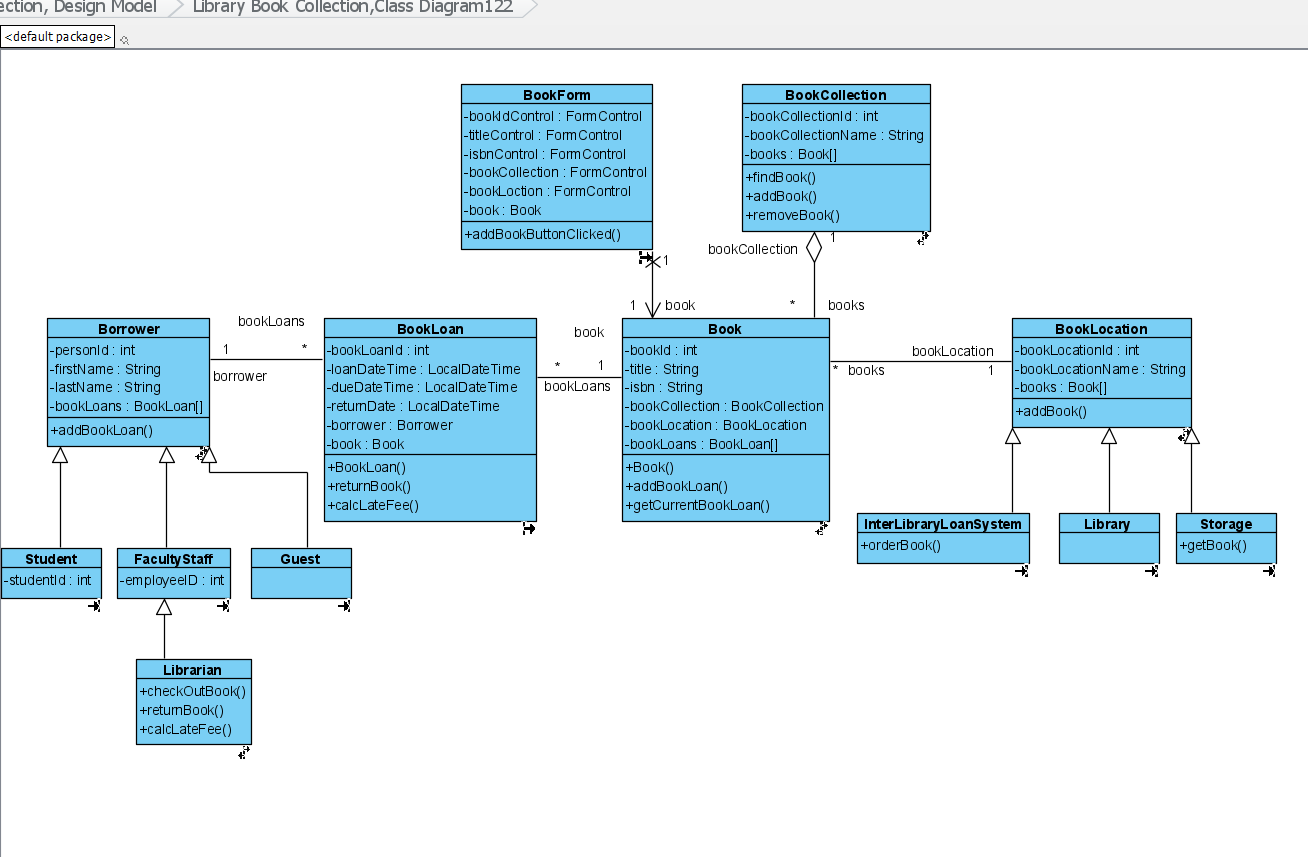 ection, Design Model
Library Book Collection,Class Diagram122
<default package>
BookForm
-bookIdControl : FormControl
-titleControl : FormControl
-isbnControl : FormControl
-bookCollection : FormControl
-bookLoction : FormControl
-book : Book
+addBookButtonClicked()
BookCollection
-bookCollectionId : int
-bookCollectionName : String
-books : Book[]
+findBook()
+addBook()
+removeBook()
1
bookCollection
1
1
book
*
books
Borrower
-personId : int
-firstName : String
-lastName : String
-bookLoans : BookLoan[]
+addBookLoan()
bookLoans
1
*
borrower
BookLoan
-bookLoanId : int
-loanDateTime : LocalDateTime
-dueDateTime : LocalDateTime
-returnDate : LocalDateTime
-borrower : Borrower
-book : Book
+BookLoan()
+returnBook()
+calcLateFee()
book
*
1
bookLoans
Book
-bookId : int
-title : String
-isbn : String
-bookCollection : BookCollection
-bookLocation : BookLocation
-bookLoans : BookLoan[]
+Book()
+addBookLoan()
+getCurrentBookLoan()
bookLocation
*
books
1
BookLocation
-bookLocationId : int
-bookLocationName : String
-books : Book[]
+addBook()
Student
-studentId : int
FacultyStaff
-employeeID : int
Guest
InterLibraryLoanSystem
+orderBook()
Library
Storage
+getBook()
Librarian
+checkOutBook()
+returnBook()
+calcLateFee()